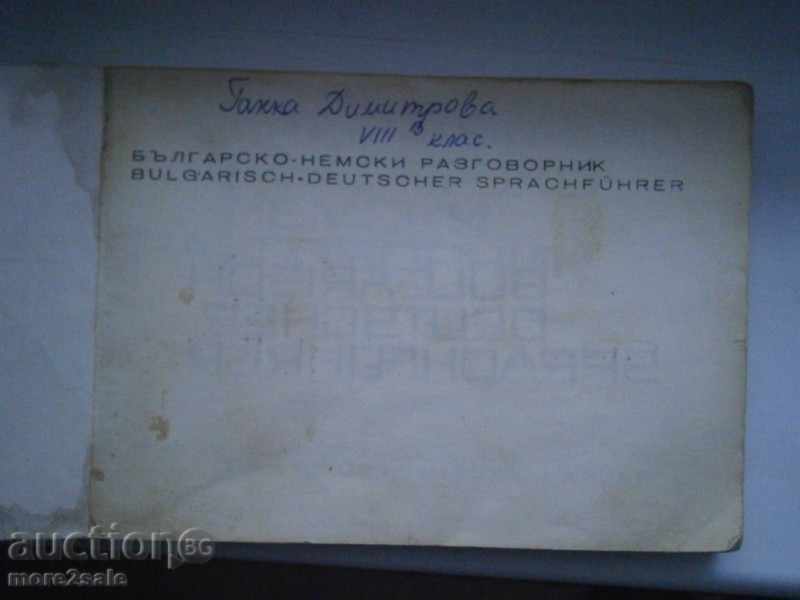 Ганка Димитрова
VIII в клас.
БЪЛГАРСКО-НЕМСКИ РАЗГОВОРНИК
BULGARISCH-DEUTSCHER SPRACHFÜHRER
auction BG
more2sale